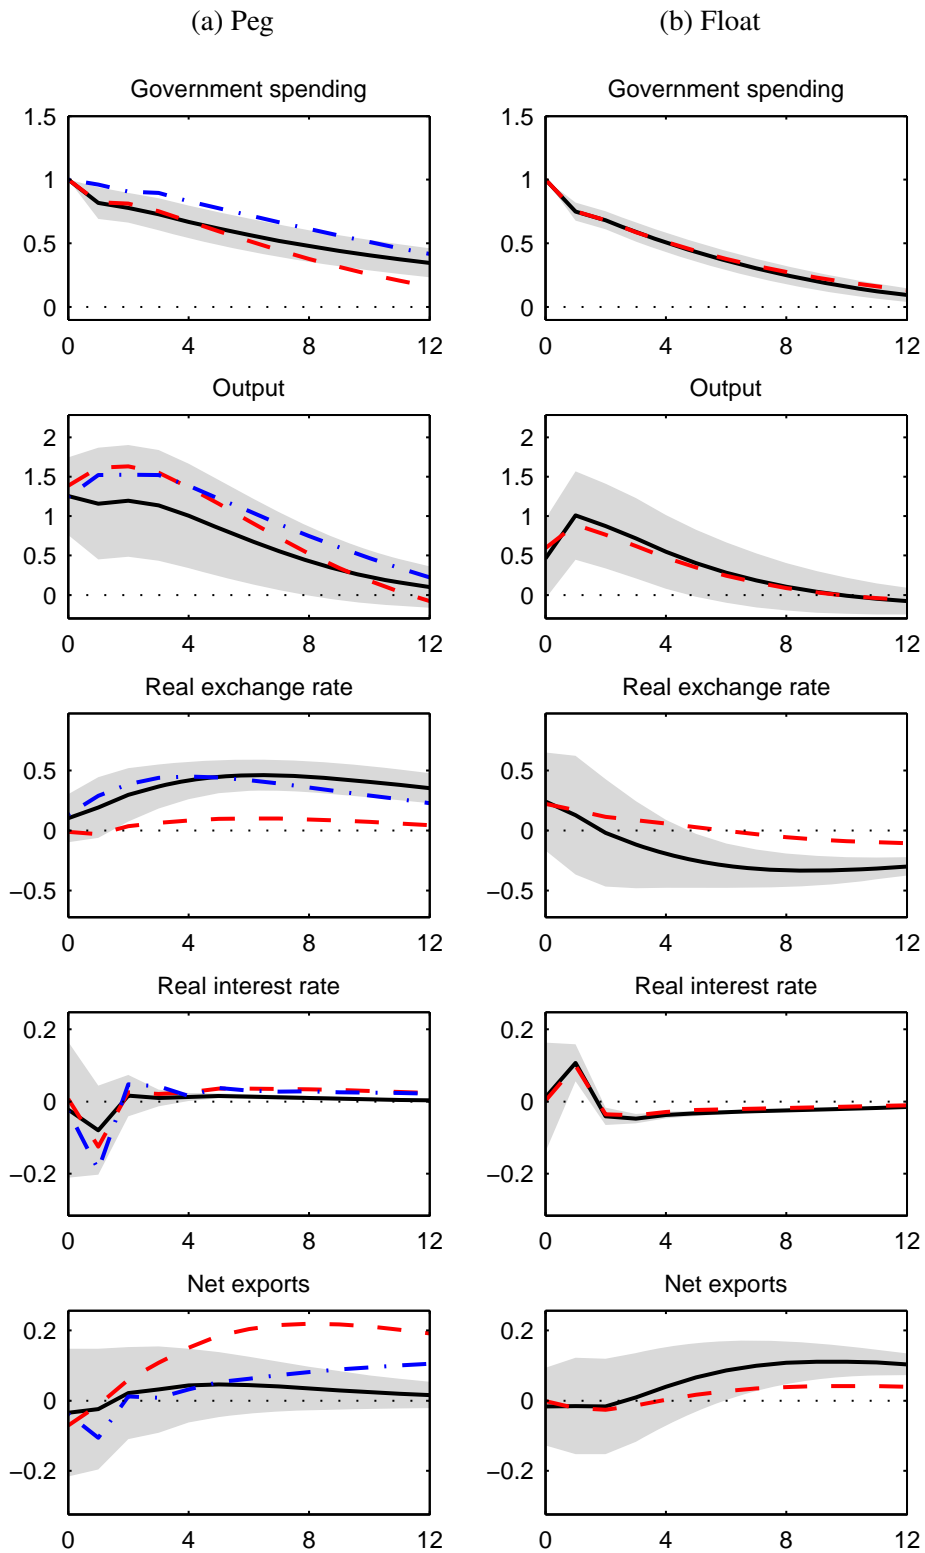 (a) Peg (b) Float
Government spending Government spending
1.5 1.5
1 1
0.5 0.5
0 0
0 4 8 12 0 4 8 12
Output Output
2 2
1.5 1.5
1 1
0.5 0.5
0 0
0 4 8 12 0 4 8 12
Real exchange rate Real exchange rate
0.5 0.5
0 0
−0.5 −0.5
0 4 8 12 0 4 8 12
Real interest rate Real interest rate
0.2 0.2
0 0
−0.2 −0.2
0 4 8 12 0 4 8 12
Net exports Net exports
0.2 0.2
0 0
−0.2 −0.2
0 4 8 12 0 4 8 12